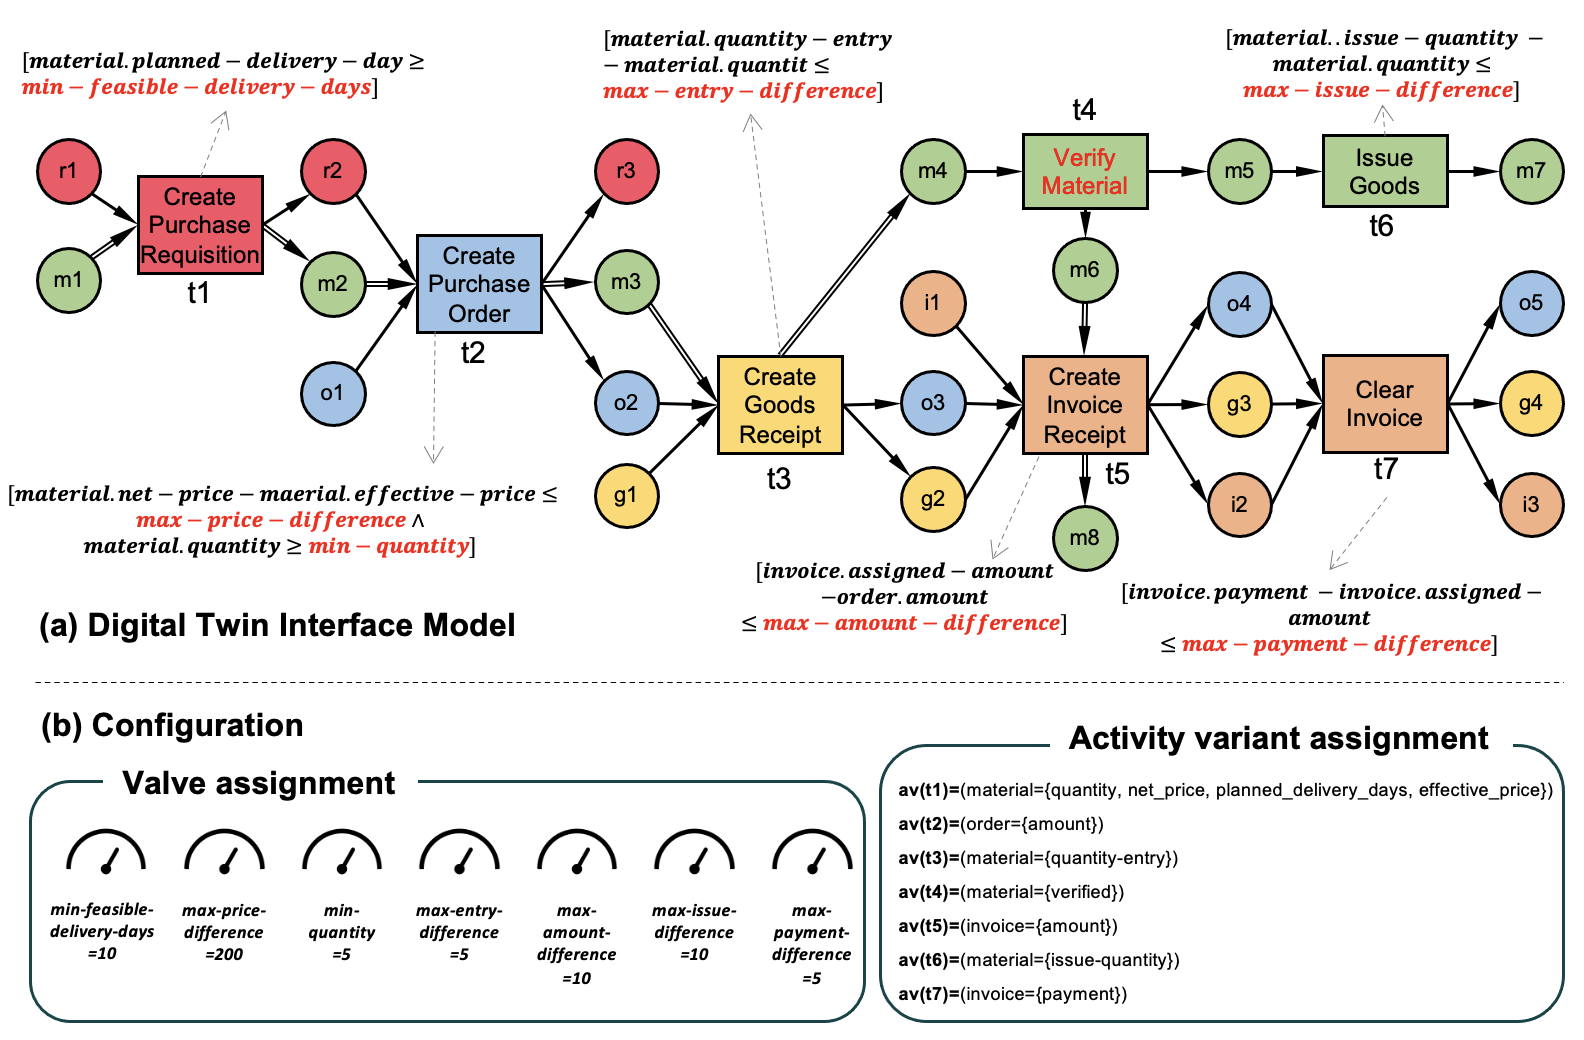 [material.planned − delivery − day ≥
min − feasible − delivery − days]
[material.quantity − entry
− material.quantit ≤
max − entry − difference]
[material..issue − quantity −
material.quantity ≤
max − issue − difference]
t4
r1
r2
r3
m4
Verify
Material
m5
Issue
Goods
m7
Create
Purchase
Requisition
t1
t6
m1
m2
Create
Purchase
Order
t2
m3
m6
i1
o4
o5
o1
o2
Create
Goods
Receipt
t3
o3
Create
Invoice
Receipt
t5
g3
Clear
Invoice
t7
g4
g1
g2
i2
i3
m8
[material.net − price − maerial.effective − price ≤
max − price − difference ∧
material.quantity ≥ min − quantity]
[invoice.assigned − amount
−order.amount
≤ max − amount − difference]
[invoice.payment − invoice.assigned −
amount
≤ max − payment − difference]
(a) Digital Twin Interface Model
(b) Configuration
Valve assignment
min-feasible-
delivery-days
=10
max-price-
difference
=200
min-
quantity
=5
max-entry-
difference
=5
max-
amount-
difference
=10
max-issue-
difference
=10
max-
payment-
difference
=5
Activity variant assignment
av(t1)=(material={quantity, net_price, planned_delivery_days, effective_price})
av(t2)=(order={amount})
av(t3)=(material={quantity-entry})
av(t4)=(material={verified})
av(t5)=(invoice={amount})
av(t6)=(material={issue-quantity})
av(t7)=(invoice={payment})